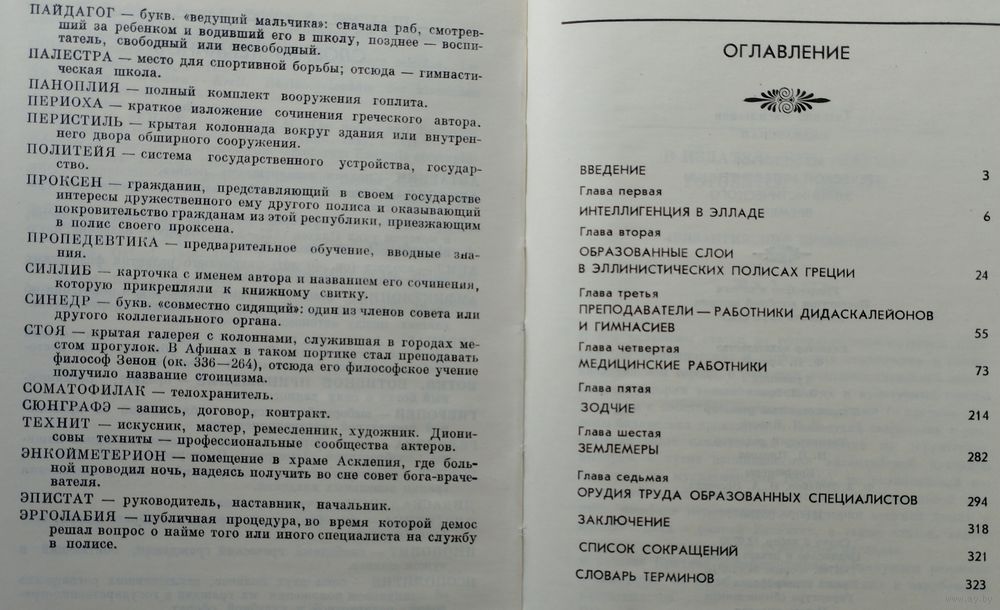 ПАЙДАГОГ — букв. «ведущий мальчика»: сначала раб, смотрев-
ший за ребенком и водивший его в школу, позднее — воспи-
татель, свободный или несвободный.
ПАЛЕСТРА — место для спортивной борьбы; отсюда — гимнасти-
ческая школа.
ПАНОПЛИЯ — полный комплект вооружения гоплита.
ПЕРИОХА — краткое изложение сочинения греческого автора.
ПЕРИСТИЛЬ — крытая колоннада вокруг здания или внутрен-
него двора обширного сооружения.
ПОЛИТЕЙЯ — система государственного устройства, государ-
ство.
ПРОКСЕН — гражданин, представляющий в своем государстве
интересы дружественного ему другого полиса и оказывающий
покровительство гражданам из этой республики, приезжающим
в полис своего проксена.
ПРОПЕДЕВТИКА — предварительное обучение, вводные зна-
ния.
СИЛЛИБ — карточка с именем автора и названием его сочинения,
которую прикрепляли к книжному свитку.
СИНЕДР — букв. «совместно сидящий»: один из членов совета или
другого коллегиального органа.
СТОЯ — крытая галерея с колоннами, служившая в городах ме-
стом прогулок. В Афинах в таком портике стал преподавать
философ Зенон (ок. 336—264), отсюда его философское учение
получило название стоицизма.
СОМАТОФИЛАК — телохранитель.
СЮНГРАФЭ — запись, договор, контракт.
ТЕХНИТ — искусник, мастер, ремесленник, художник. Диони-
совы техниты — профессиональные сообщества актеров.
ЭНКОЙМЕТЕРИОН — помещение в храме Асклепия, где боль-
ной проводил ночь, надеясь получить во сне совет бога-враче-
вателя.
ЭПИСТАТ — руководитель, наставник, начальник.
ЭРГОЛАБИЯ — публичная процедура, во время которой демос
решал вопрос о найме того или иного специалиста на службу
в полисе.
ОГЛАВЛЕНИЕ
ВВЕДЕНИЕ 3
Глава первая
ИНТЕЛЛИГЕНЦИЯ В ЭЛЛАДЕ 6
Глава вторая
ОБРАЗОВАННЫЕ СЛОИ
В ЭЛЛИНИСТИЧЕСКИХ ПОЛИСАХ ГРЕЦИИ 24
Глава третья
ПРЕПОДАВАТЕЛИ — РАБОТНИКИ ДИДАСКАЛЕЙОНОВ
И ГИМНАСИЕВ 55
Глава четвертая
МЕДИЦИНСКИЕ РАБОТНИКИ 73
Глава пятая
ЗОДЧИЕ 214
Глава шестая
ЗЕМЛЕМЕРЫ 282
Глава седьмая
ОРУДИЯ ТРУДА ОБРАЗОВАННЫХ СПЕЦИАЛИСТОВ 294
ЗАКЛЮЧЕНИЕ 318
СПИСОК СОКРАЩЕНИЙ 321
СЛОВАРЬ ТЕРМИНОВ 323